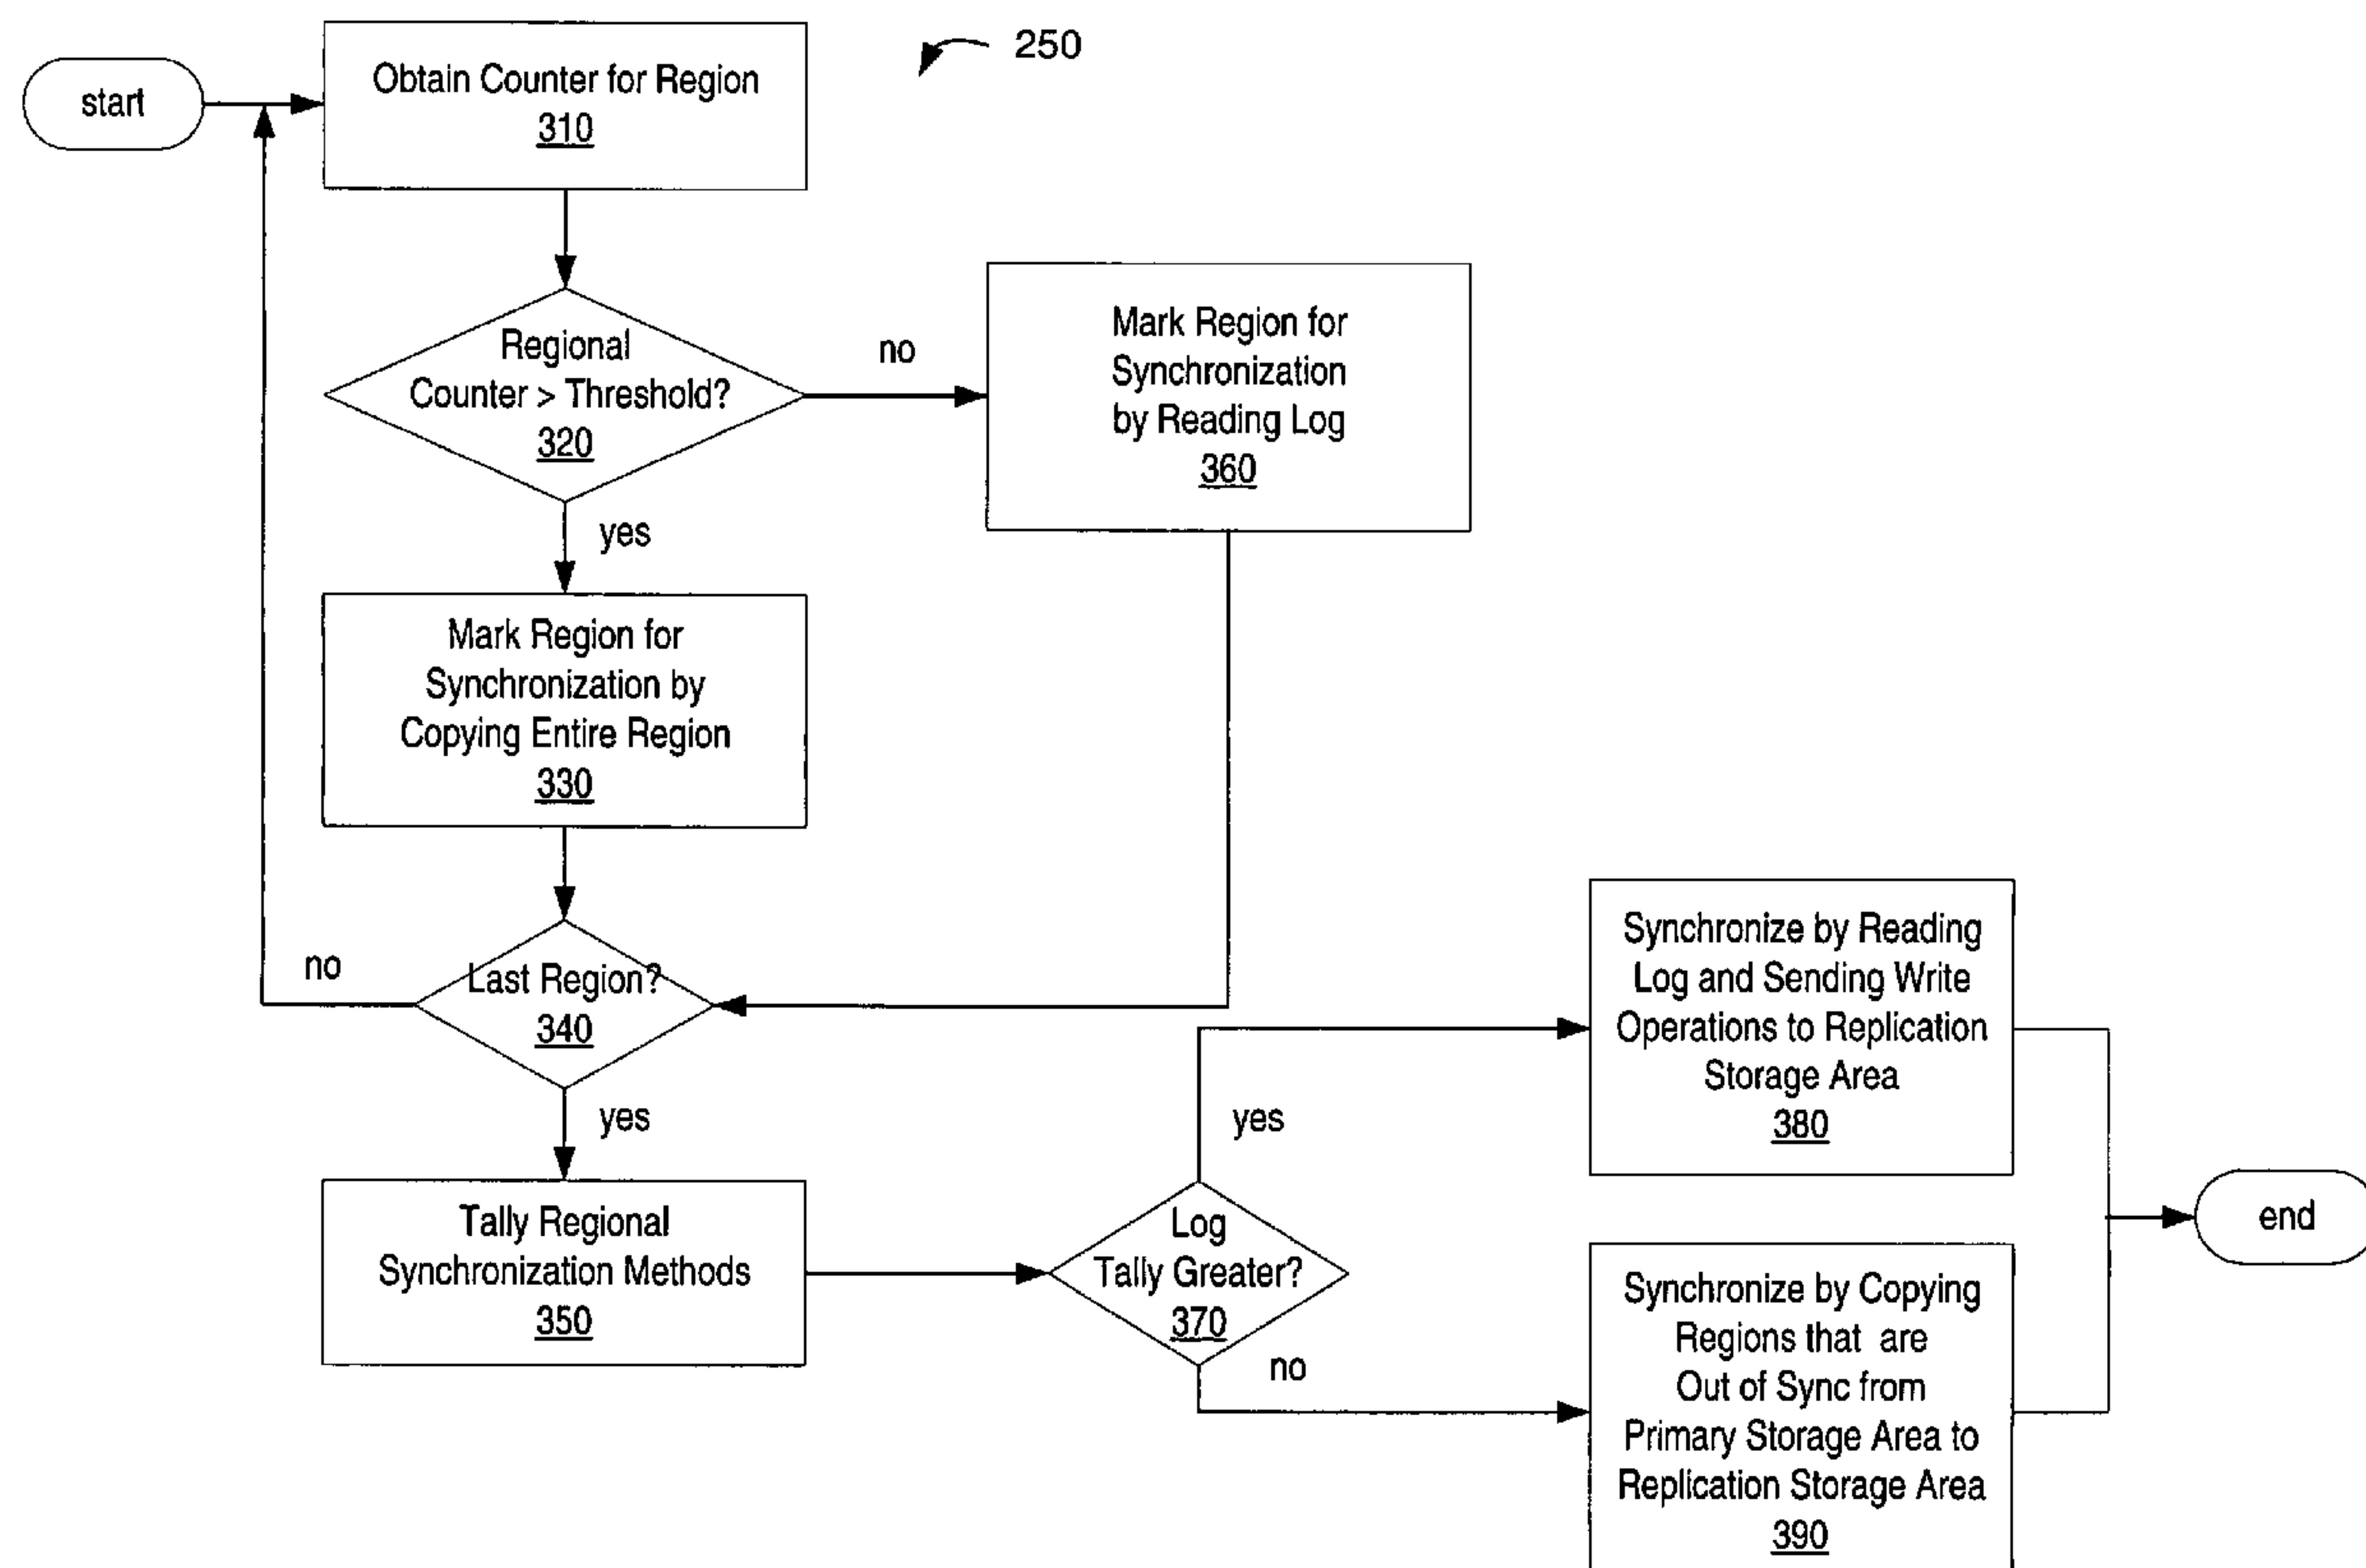 250
start
Obtain Counter for Region
310
Regional
Counter > Threshold?
320
no
Mark Region for
Synchronization
by Reading Log
360
yes
Mark Region for
Synchronization by
Copying Entire Region
330
Last Region?
340
no
yes
Tally Regional
Synchronization Methods
350
Log
Tally Greater?
370
yes
Synchronize by Reading
Log and Sending Write
Operations to Replication
Storage Area
380
no
Synchronize by Copying
Regions that are
Out of Sync from
Primary Storage Area to
Replication Storage Area
390
end